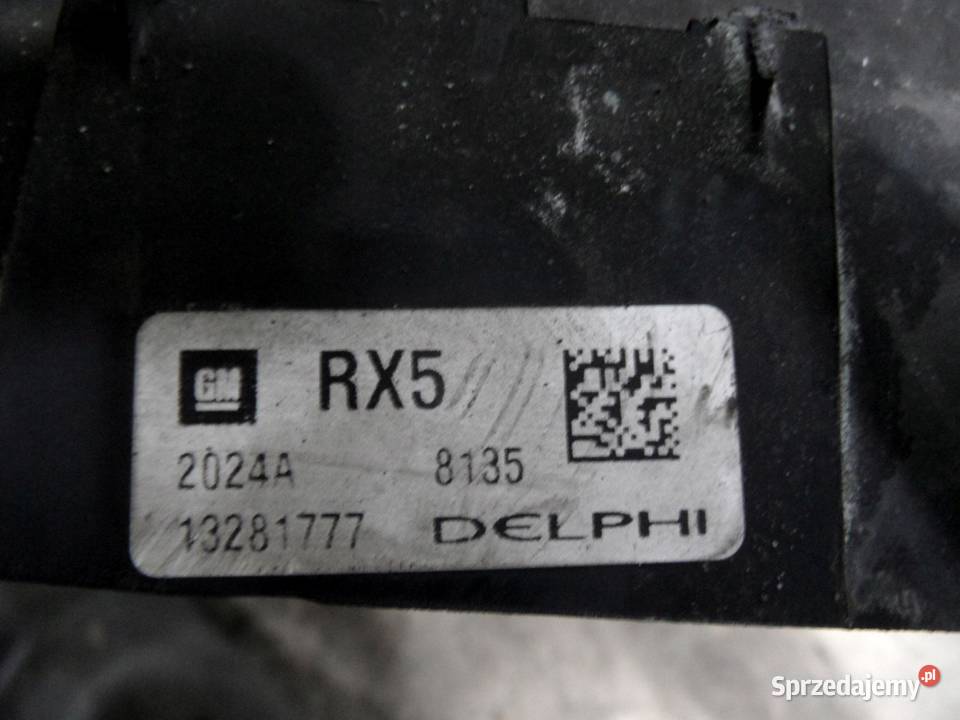 GM RX5
2024A 8135
13281777 DELPHI
Sprzedajemy.pl